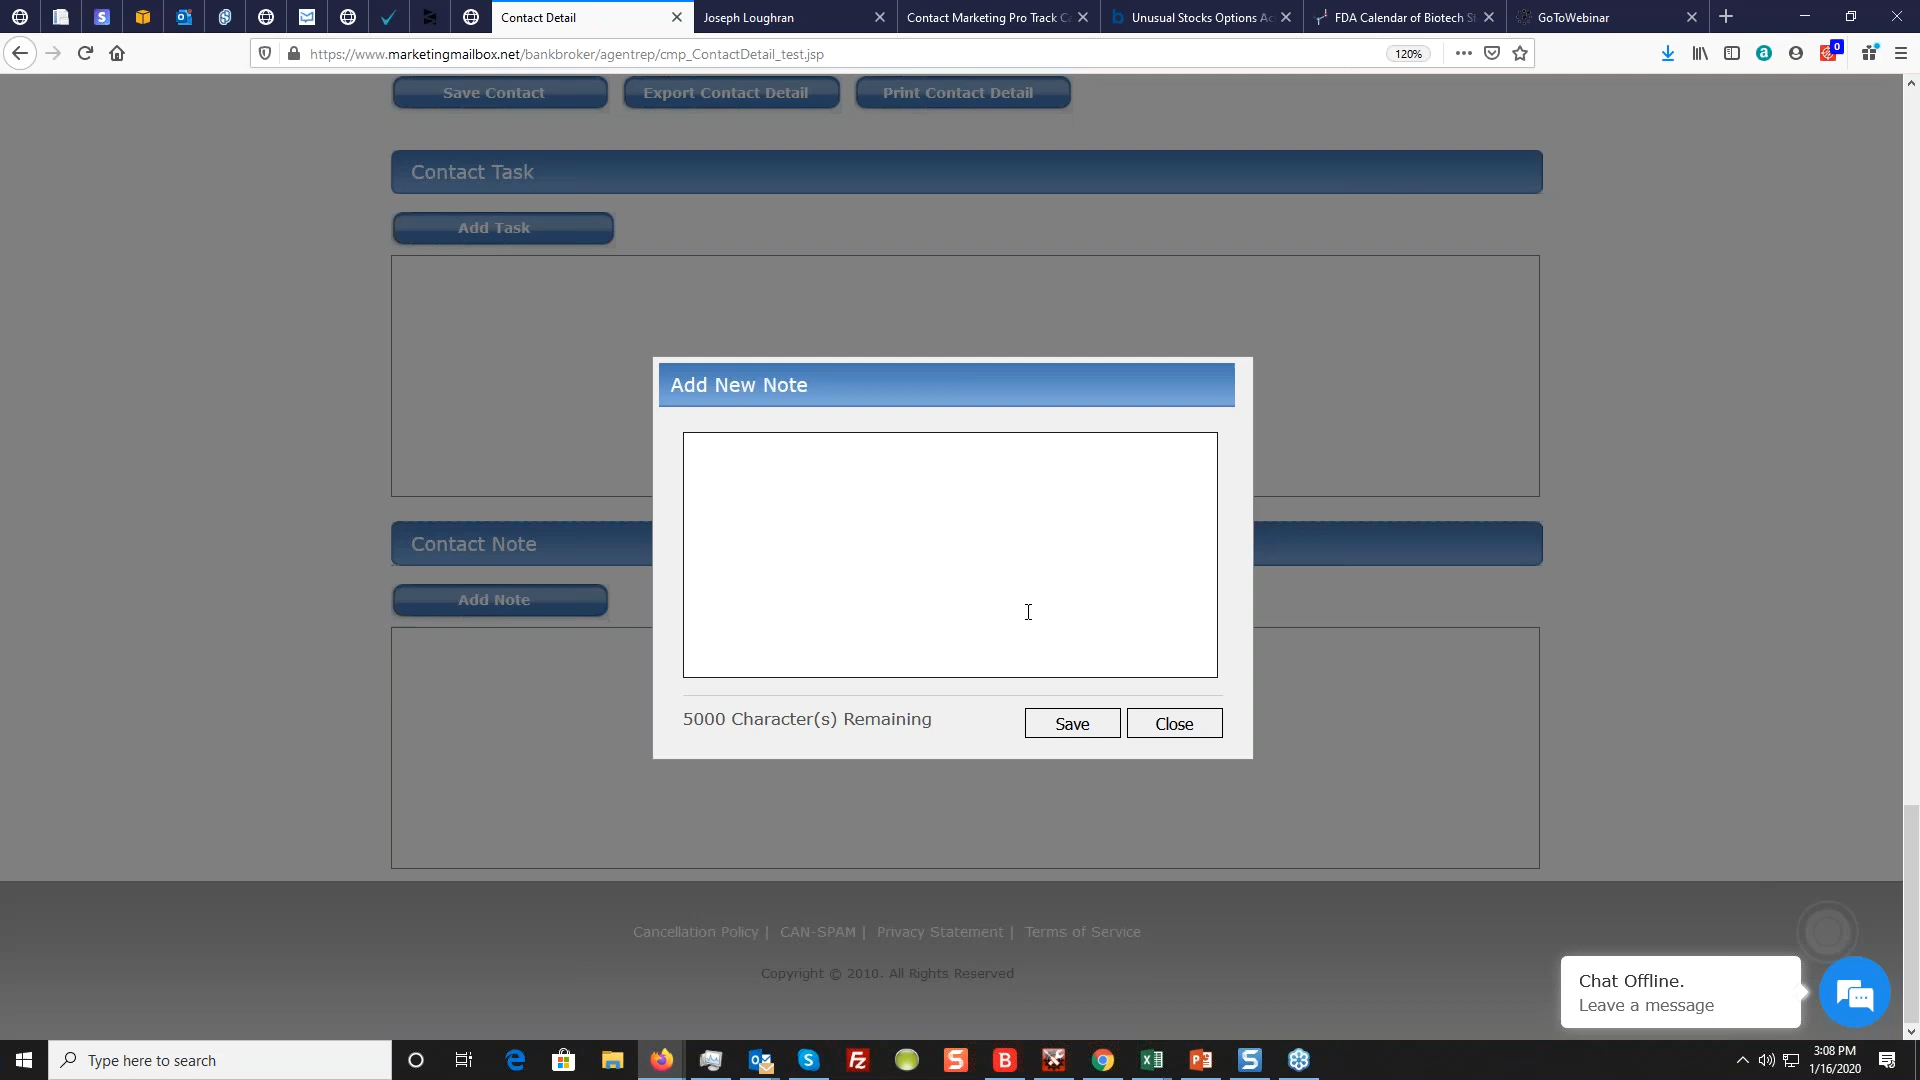 Contact Detail
Joseph Loughran
Contact Marketing Pro Track C
Unusual Stocks Options Ac
FDA Calendar of Biotech St
GoToWebinar
https://www.marketingmailbox.net/bankbroker/agentrep/cmp_ContactDetail_test.jsp
120%
0
Save Contact
Export Contact Detail
Print Contact Detail
Contact Task
Add Task
Add New Note
Contact Note
Add Note
5000 Character(s) Remaining
Save
Close
Cancellation Policy | CAN-SPAM | Privacy Statement | Terms of Service
Copyright © 2010. All Rights Reserved
Chat Offline.
Leave a message
Type here to search
3:08 PM
1/16/2020